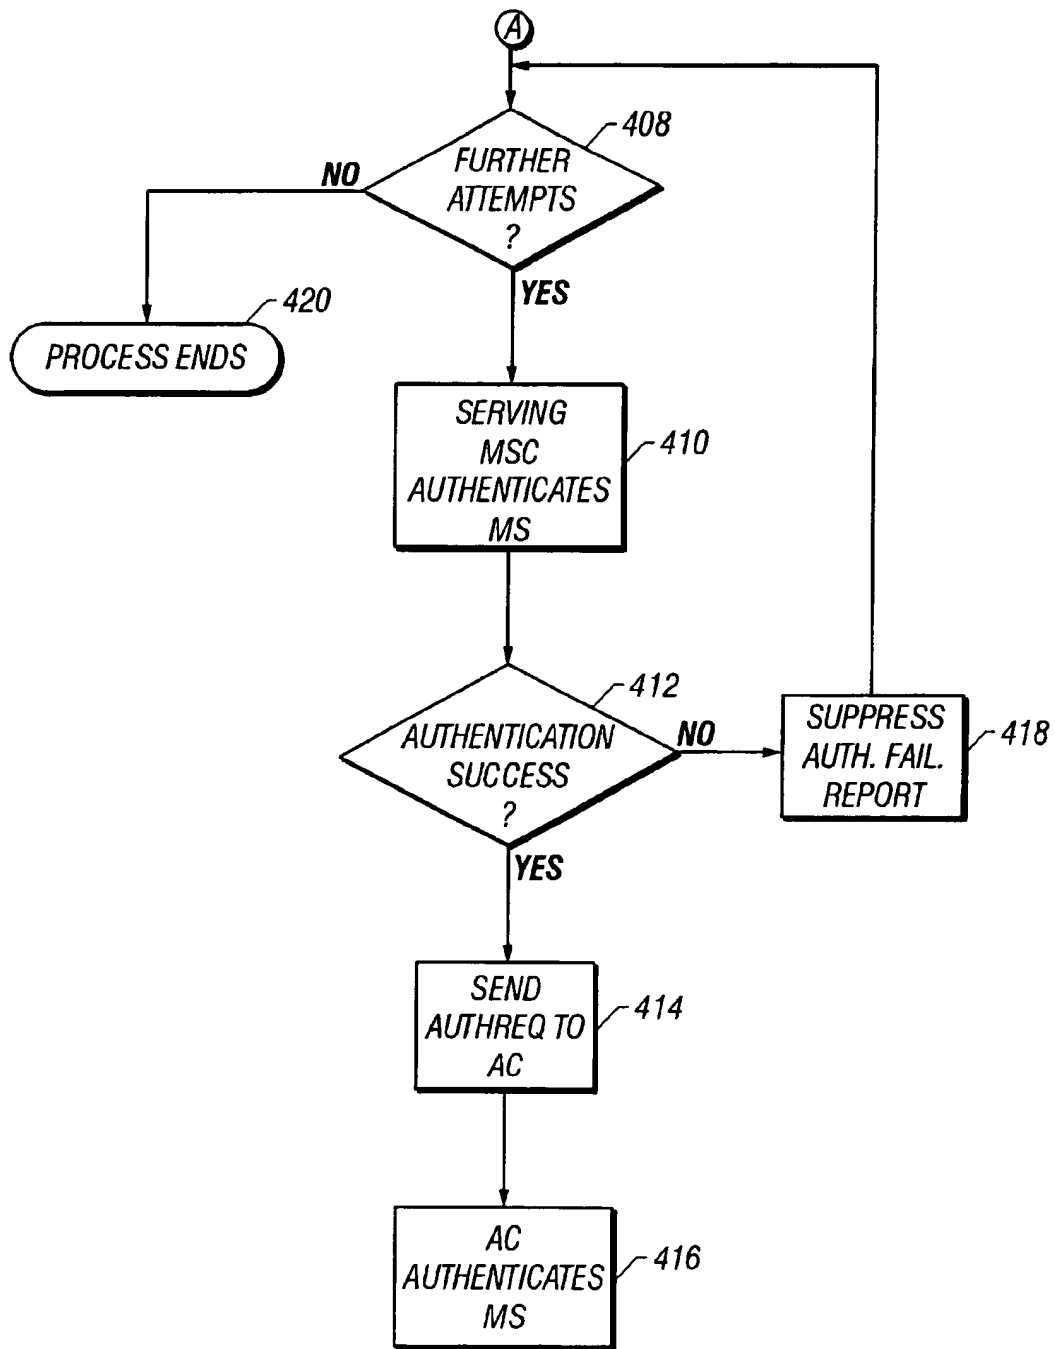 A
408
FURTHER
ATTEMPTS
?
NO
YES
420
PROCESS ENDS
SERVING
MSC
AUTHENTICATES
MS
410
412
AUTHENTICATION
SUCCESS
?
NO
YES
SUPPRESS
AUTH. FAIL.
REPORT
418
SEND
AUTHREQ TO
AC
414
AC
AUTHENTICATES
MS
416